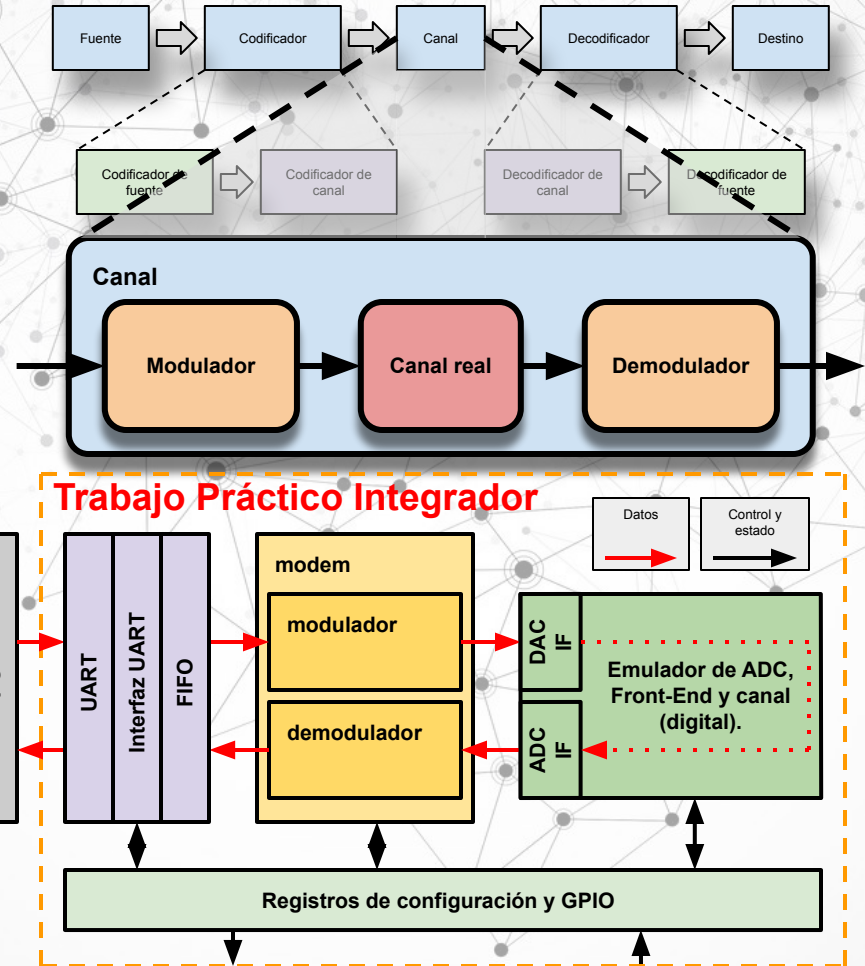 Fuente
Codificador
Canal
Decodificador
Destino
Codificador de
fuente
Codificador de
canal
Decodificador de
canal
Decodificador de
fuente
Canal
Modulador
Canal real
Demodulador
Trabajo Práctico Integrador
Datos
Control y
estado
UART
Interfaz UART
FIFO
modem
modulador
demodulador
DAC
IF
ADC
IF
Emulador de ADC,
Front-End y canal
(digital).
Registros de configuración y GPIO